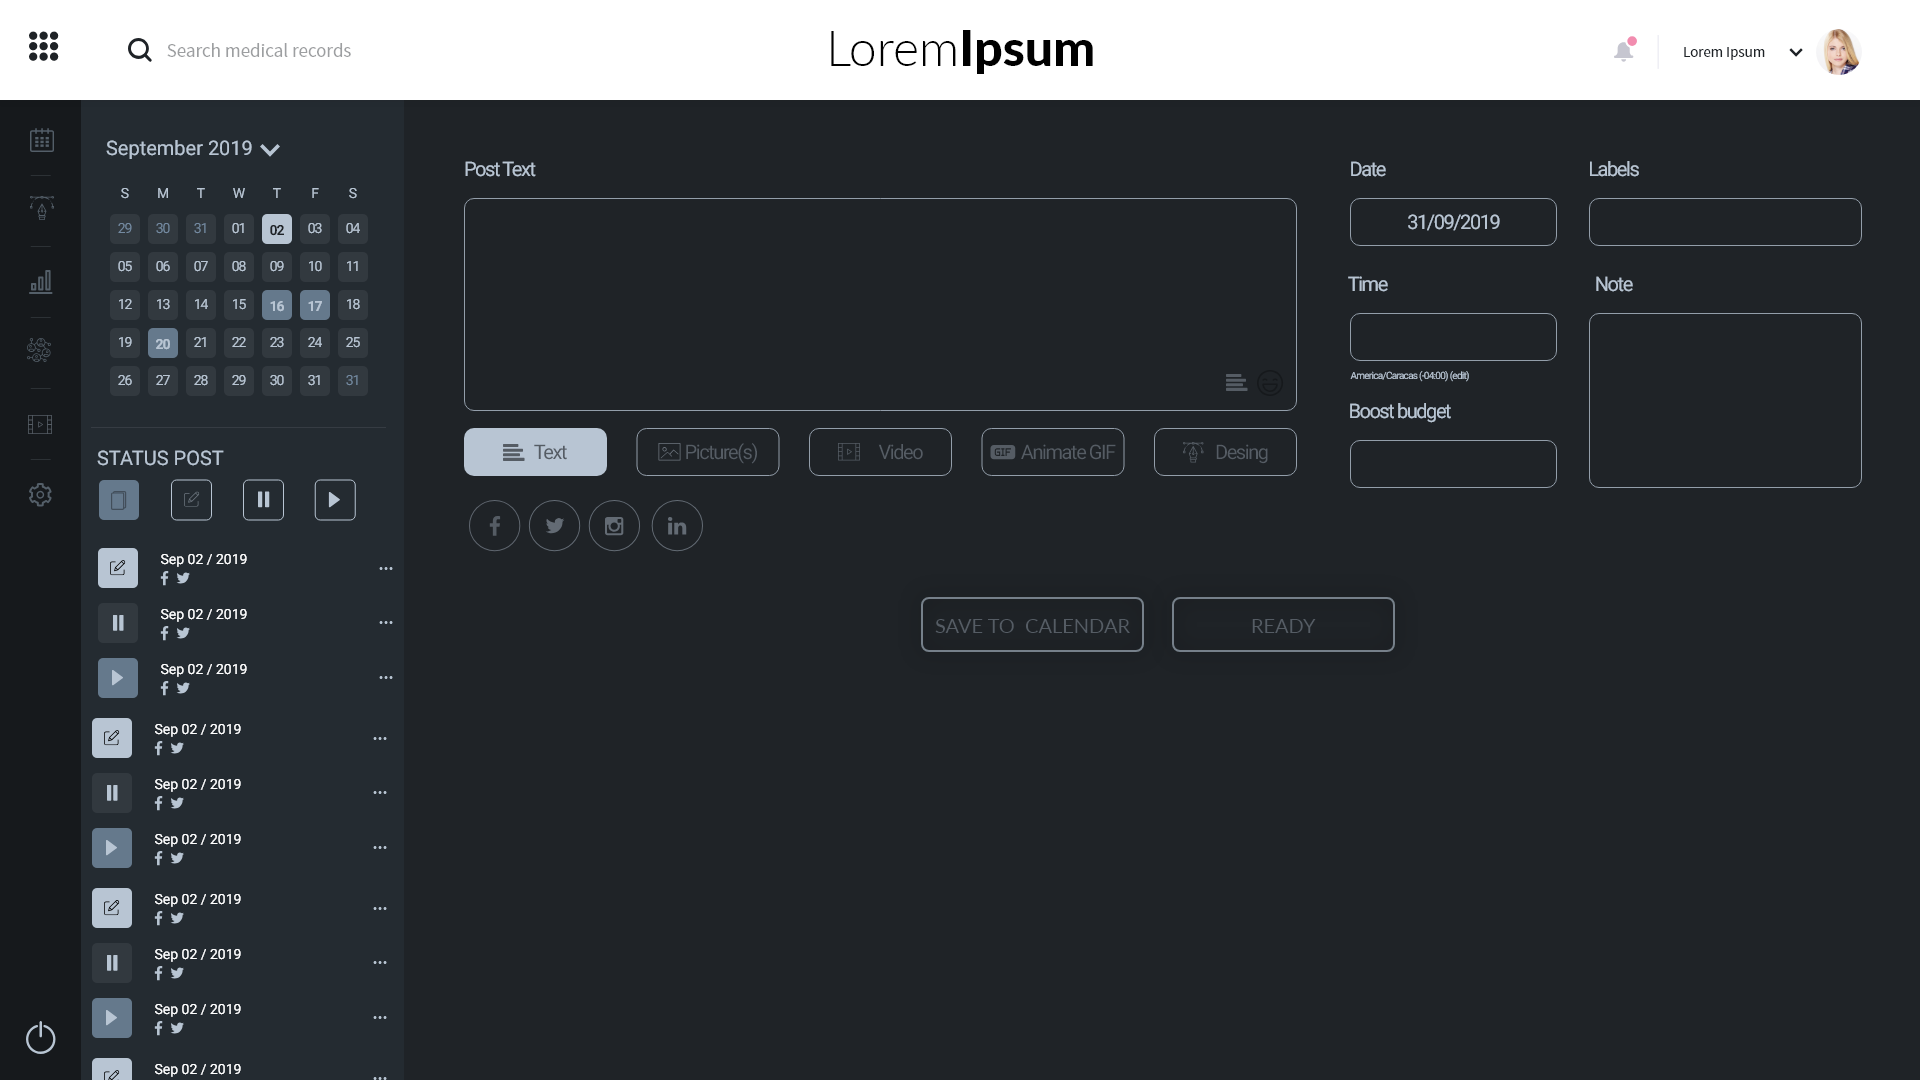 Search medical records
LoremIpsum
Lorem Ipsum
September 2019
S M T W T F S
29 30 31 01 02 03 04
05 06 07 08 09 10 11
12 13 14 15 16 17 18
19 20 21 22 23 24 25
26 27 28 29 30 31 31
STATUS POST
Sep 02 / 2019
Sep 02 / 2019
Sep 02 / 2019
Sep 02 / 2019
Sep 02 / 2019
Sep 02 / 2019
Sep 02 / 2019
Sep 02 / 2019
Sep 02 / 2019
Sep 02 / 2019
Post Text
Text
Picture(s)
Video
GIF Animate GIF
Desing
SAVE TO CALENDAR
READY
Date
31/09/2019
Labels
Time
America/Caracas (-04:00) (edit)
Note
Boost budget